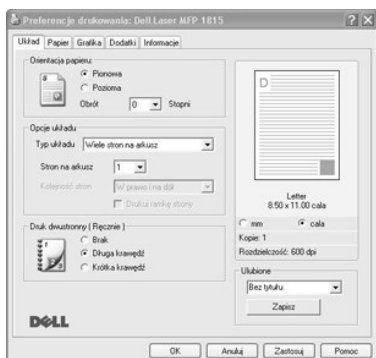 Preferencje drukowania: Dell Laser MFP 1815
Układ Papier Grafika Dodatki Informacje
Orientacja papieru:
Pionowa
Pozioma
Obrót 0 Stopni
Opcje układu
Typ układu Wiele stron na arkusz
Stron na arkusz 1
Kolejność stron W prawo i na dół
Drukuj ramkę strony
Druk dwustronny ( Ręcznie )
Brak
Długa krawędź
Krótka krawędź
DELL
Letter
8.50 x 11.00 cala
mm cala
Kopie: 1
Rozdzielczość: 600 dpi
Ulubione
Bez tytułu
Zapisz
OK Anuluj Zastosuj Pomoc